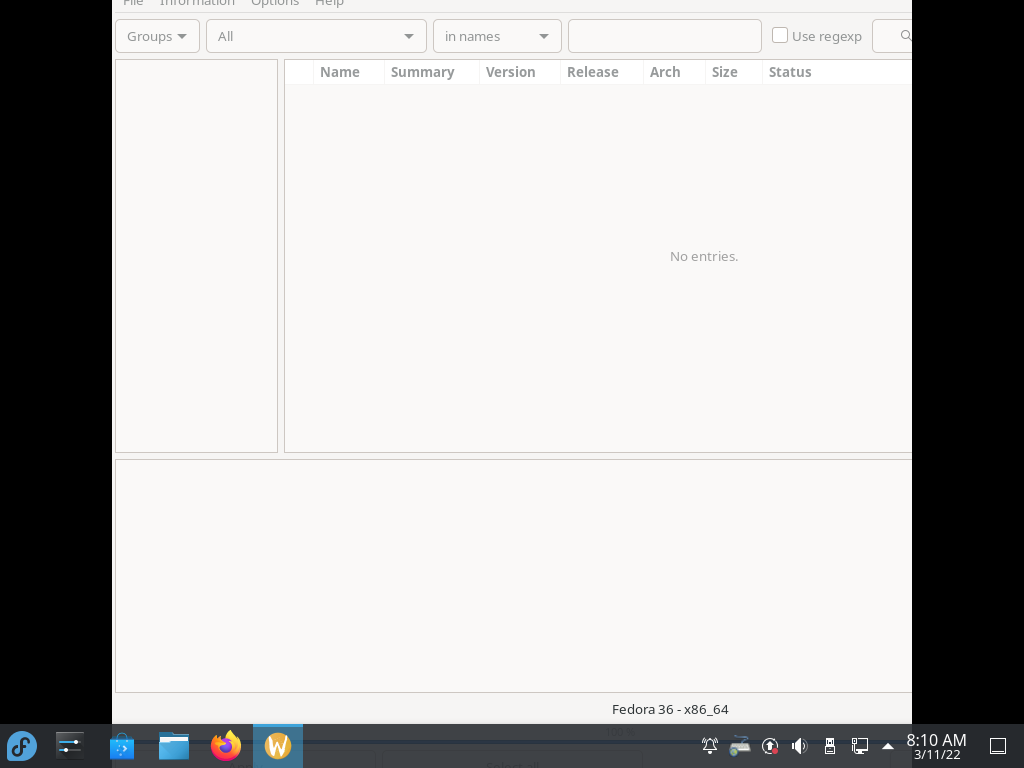 File Information Options Help
Groups All in names Use regexp
Name Summary Version Release Arch Size Status
No entries.
Fedora 36 - x86_64
8:10 AM
3/11/22